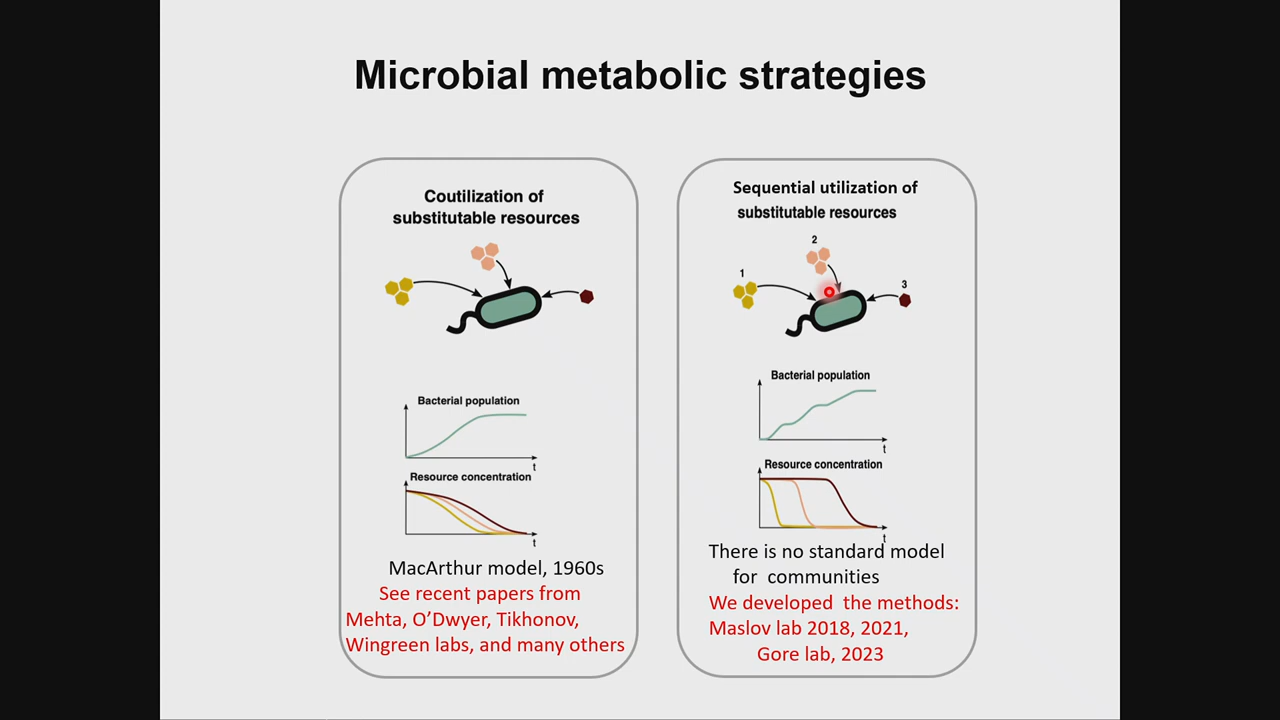 Microbial metabolic strategies
Coutilization of
substitutable resources
Bacterial population
t
Resource concentration
t
MacArthur model, 1960s
See recent papers from
Mehta, O’Dwyer, Tikhonov,
Wingreen labs, and many others
Sequential utilization of
substitutable resources
2
1
3
Bacterial population
t
Resource concentration
t
There is no standard model
for communities
We developed the methods:
Maslov lab 2018, 2021,
Gore lab, 2023